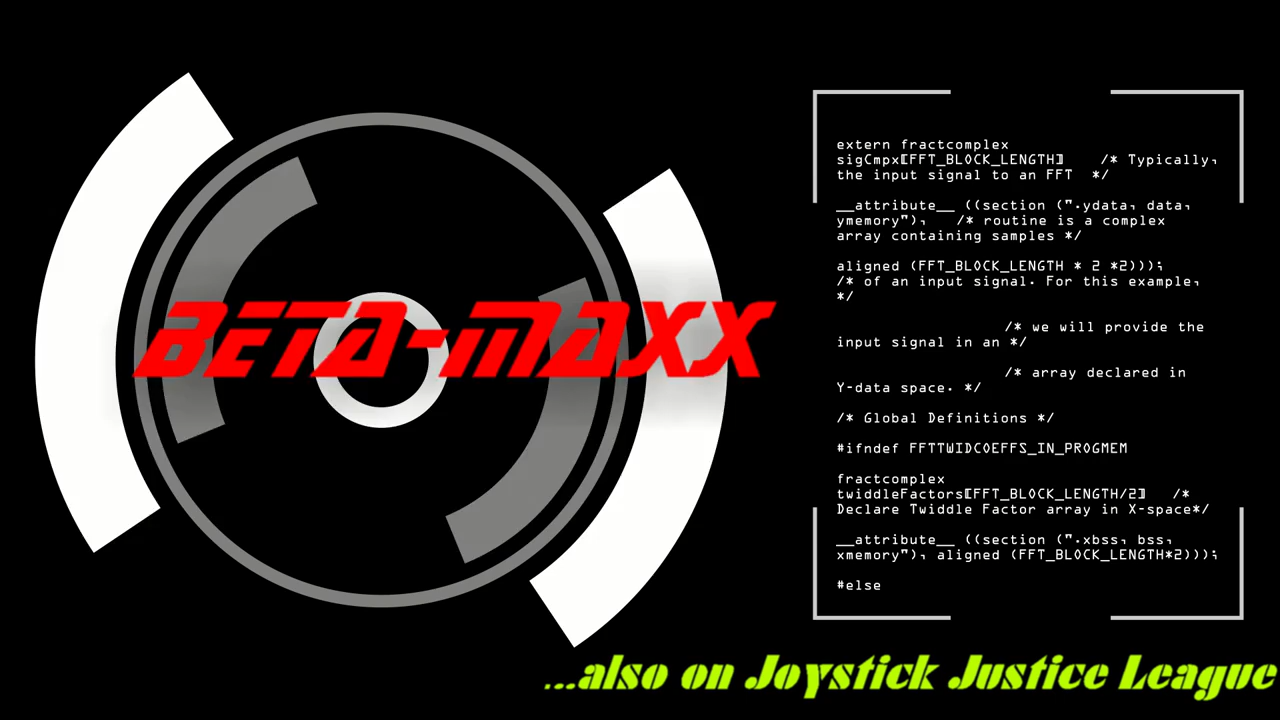 BETA-MAXX
extern fractcomplex
sigCmpx[FFT_BLOCK_LENGTH] /* Typically,
the input signal to an FFT */
__attribute__ ((section (".ydata, data,
ymemory"), /* routine is a complex
array containing samples */
aligned (FFT_BLOCK_LENGTH * 2 *2)));
/* of an input signal. For this example,
*/
/* we will provide the
input signal in an */
/* array declared in
Y-data space. */
/* Global Definitions */
#ifndef FFTTWIDCOEFFS_IN_PROGMEM
fractcomplex
twiddleFactors[FFT_BLOCK_LENGTH/2] /*
Declare Twiddle Factor array in X-space*/
__attribute__ ((section (".xbss, bss,
xmemory"), aligned (FFT_BLOCK_LENGTH*2)));
#else
...also on Joystick Justice League